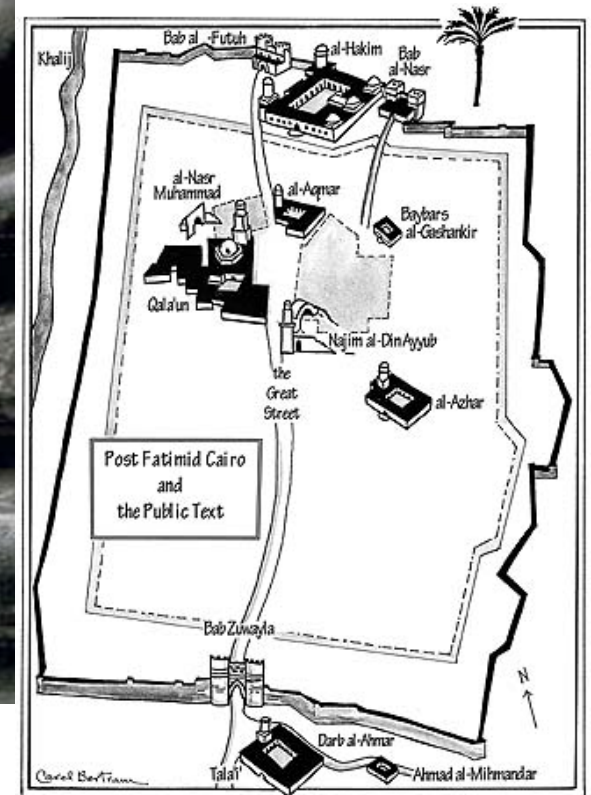 Bab al-Futuh
al-Hakim
Bab
al-Nasr
Khalij
al-Nasr
Muhammad
al-Aqmar
Baybars
al-Gashankir
Qala'un
Najim al-Din Ayyub
the
Great
Street
al-Azhar
Post Fatimid Cairo
and
the Public Text
Bab Zuwayla
N
Darb al-Ahmar
Tala'i'
Ahmad al-Mihmandar
Carol Bertram